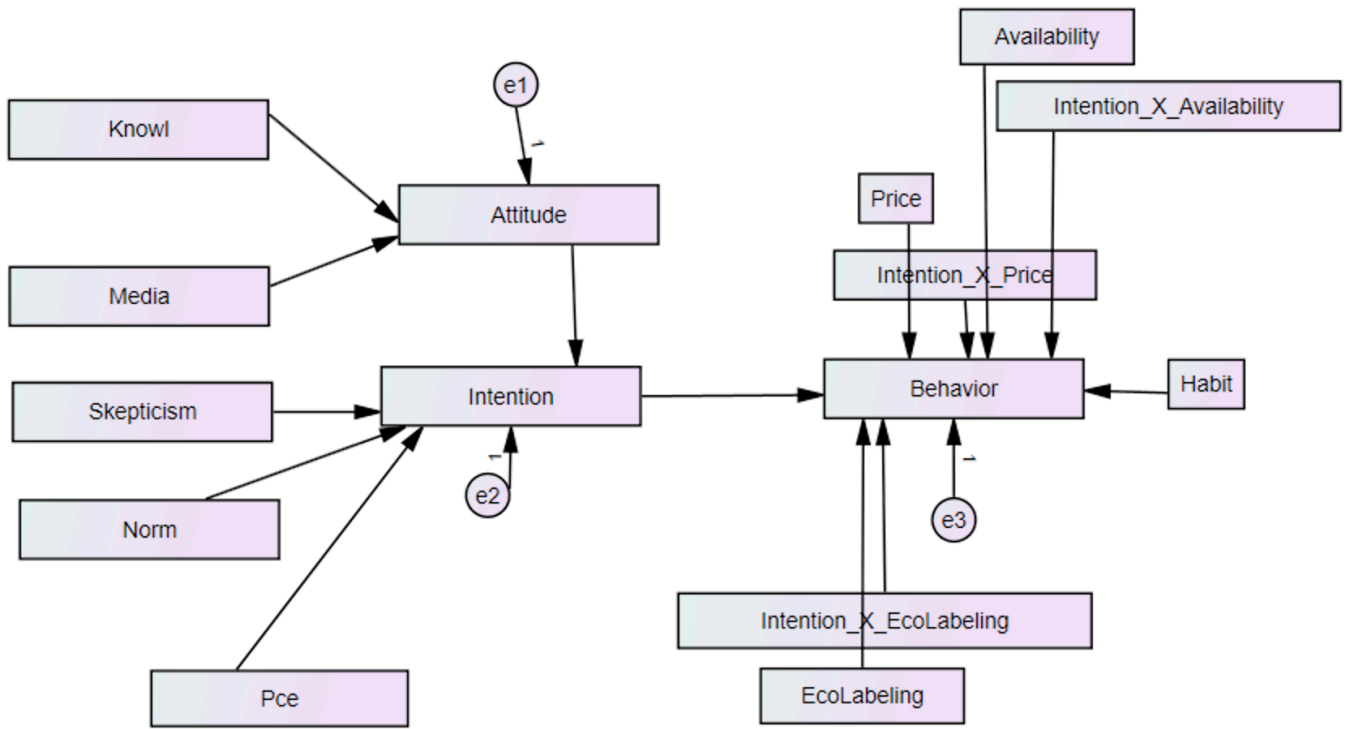 Availability
e1
Intention_X_Availability
Knowl
1
Price
Attitude
Intention_X_Price
Media
Behavior
Habit
Intention
Skepticism
1
1
e2
e3
Norm
Intention_X_EcoLabeling
EcoLabeling
Pce